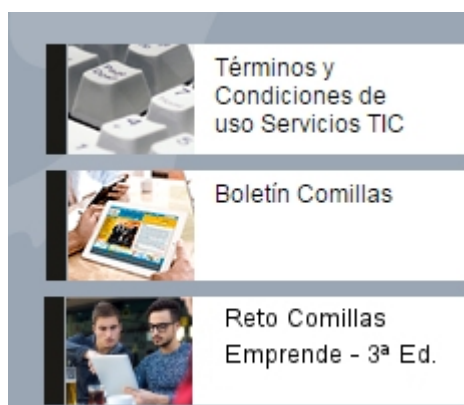 Términos y
Condiciones de
uso Servicios TIC
Boletín Comillas
Reto Comillas
Emprende - 3ª Ed.